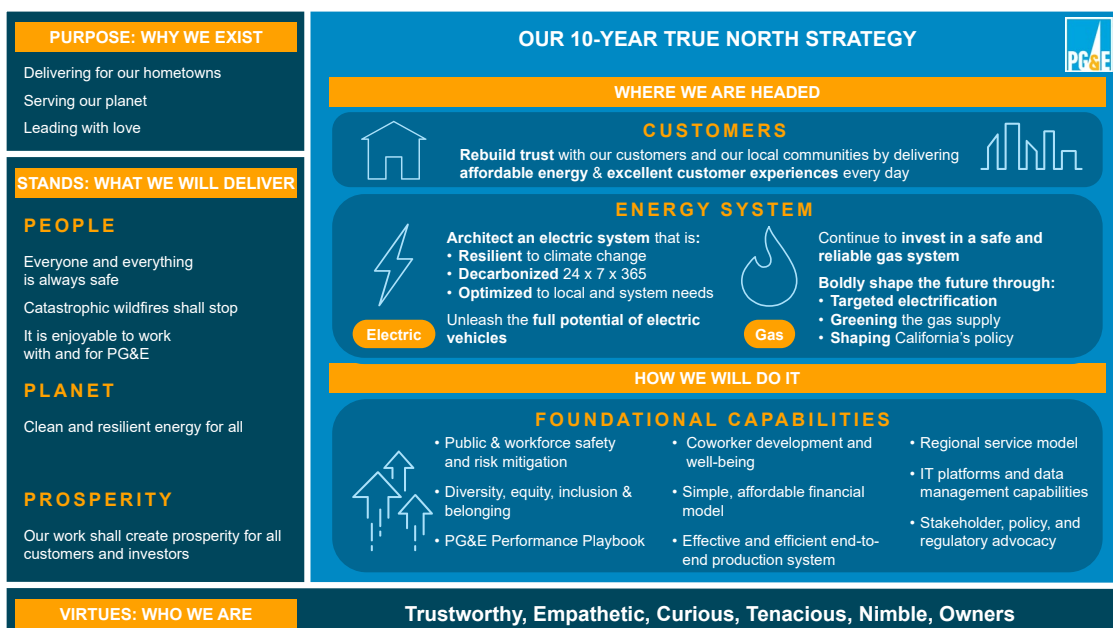 PURPOSE: WHY WE EXIST
Delivering for our hometowns
Serving our planet
Leading with love
STANDS: WHAT WE WILL DELIVER
PEOPLE
Everyone and everything
is always safe
Catastrophic wildfires shall stop
It is enjoyable to work
with and for PG&E
PLANET
Clean and resilient energy for all
PROSPERITY
Our work shall create prosperity for all
customers and investors
OUR 10-YEAR TRUE NORTH STRATEGY
PG&E
WHERE WE ARE HEADED
CUSTOMERS
Rebuild trust with our customers and our local communities by delivering
affordable energy & excellent customer experiences every day
ENERGY SYSTEM
Architect an electric system that is:
• Resilient to climate change
• Decarbonized 24 x 7 x 365
• Optimized to local and system needs
Unleash the full potential of electric
vehicles
Electric
Continue to invest in a safe and
reliable gas system
Boldly shape the future through:
• Targeted electrification
• Greening the gas supply
• Shaping California's policy
Gas
HOW WE WILL DO IT
FOUNDATIONAL CAPABILITIES
• Public & workforce safety
and risk mitigation
• Diversity, equity, inclusion &
belonging
• PG&E Performance Playbook
• Coworker development and
well-being
• Simple, affordable financial
model
• Effective and efficient end-to-
end production system
• Regional service model
• IT platforms and data
management capabilities
• Stakeholder, policy, and
regulatory advocacy
VIRTUES: WHO WE ARE
Trustworthy, Empathetic, Curious, Tenacious, Nimble, Owners